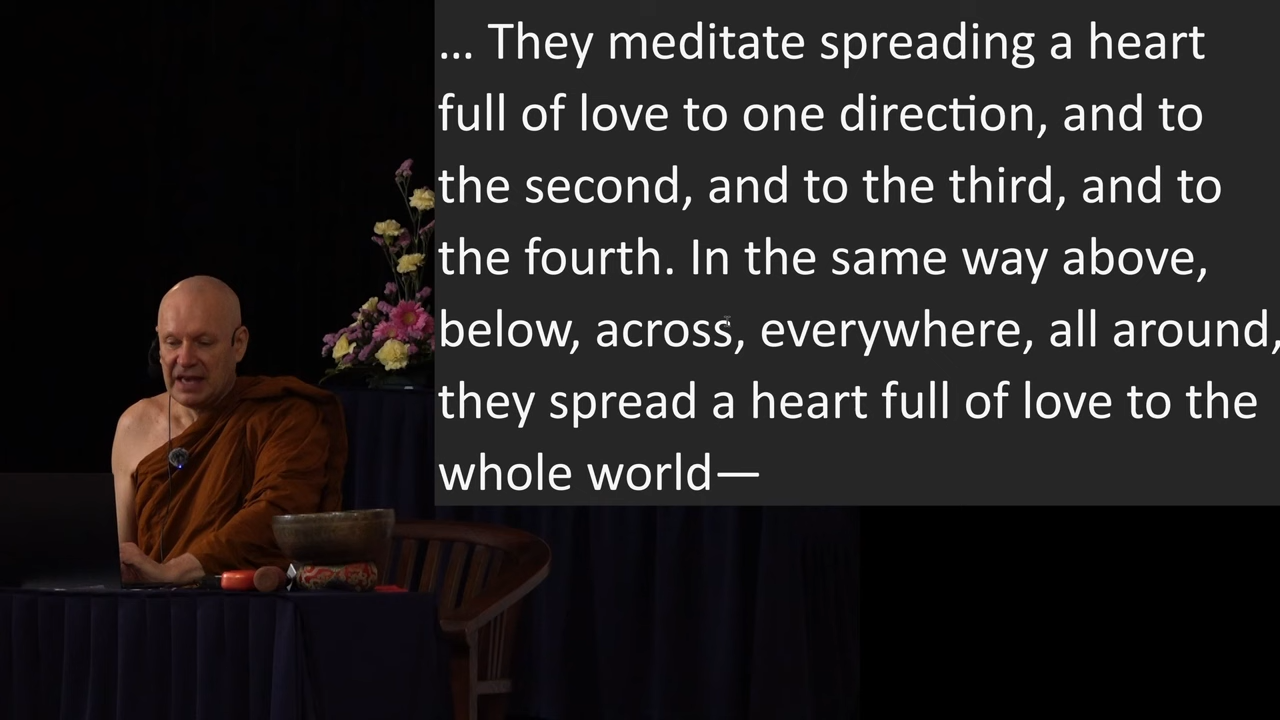 ... They meditate spreading a heart
full of love to one direction, and to
the second, and to the third, and to
the fourth. In the same way above,
below, across, everywhere, all around,
they spread a heart full of love to the
whole world—